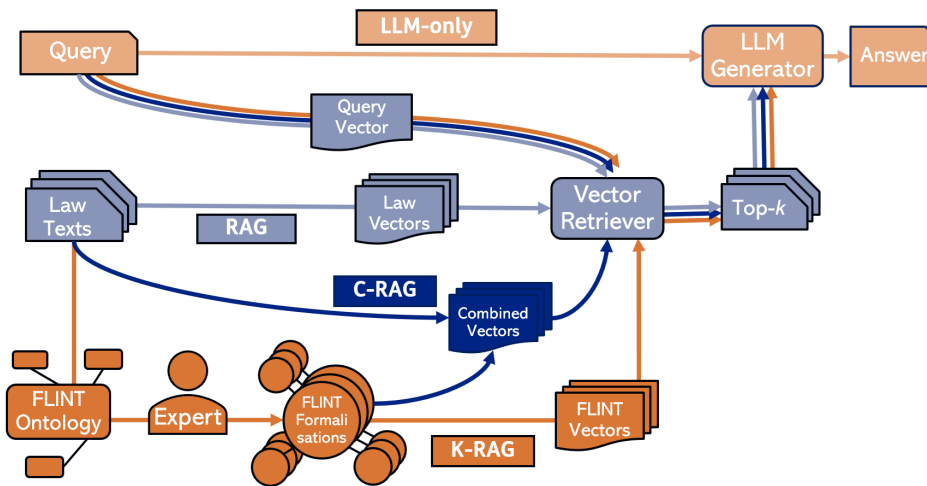 LLM-only
Query
LLM
Generator
Answer
Query
Vector
Law
Texts
RAG
Law
Vectors
Vector
Retriever
Top-k
C-RAG
Combined
Vectors
FLINT
Ontology
Expert
FLINT
Formali
sations
K-RAG
FLINT
Vectors